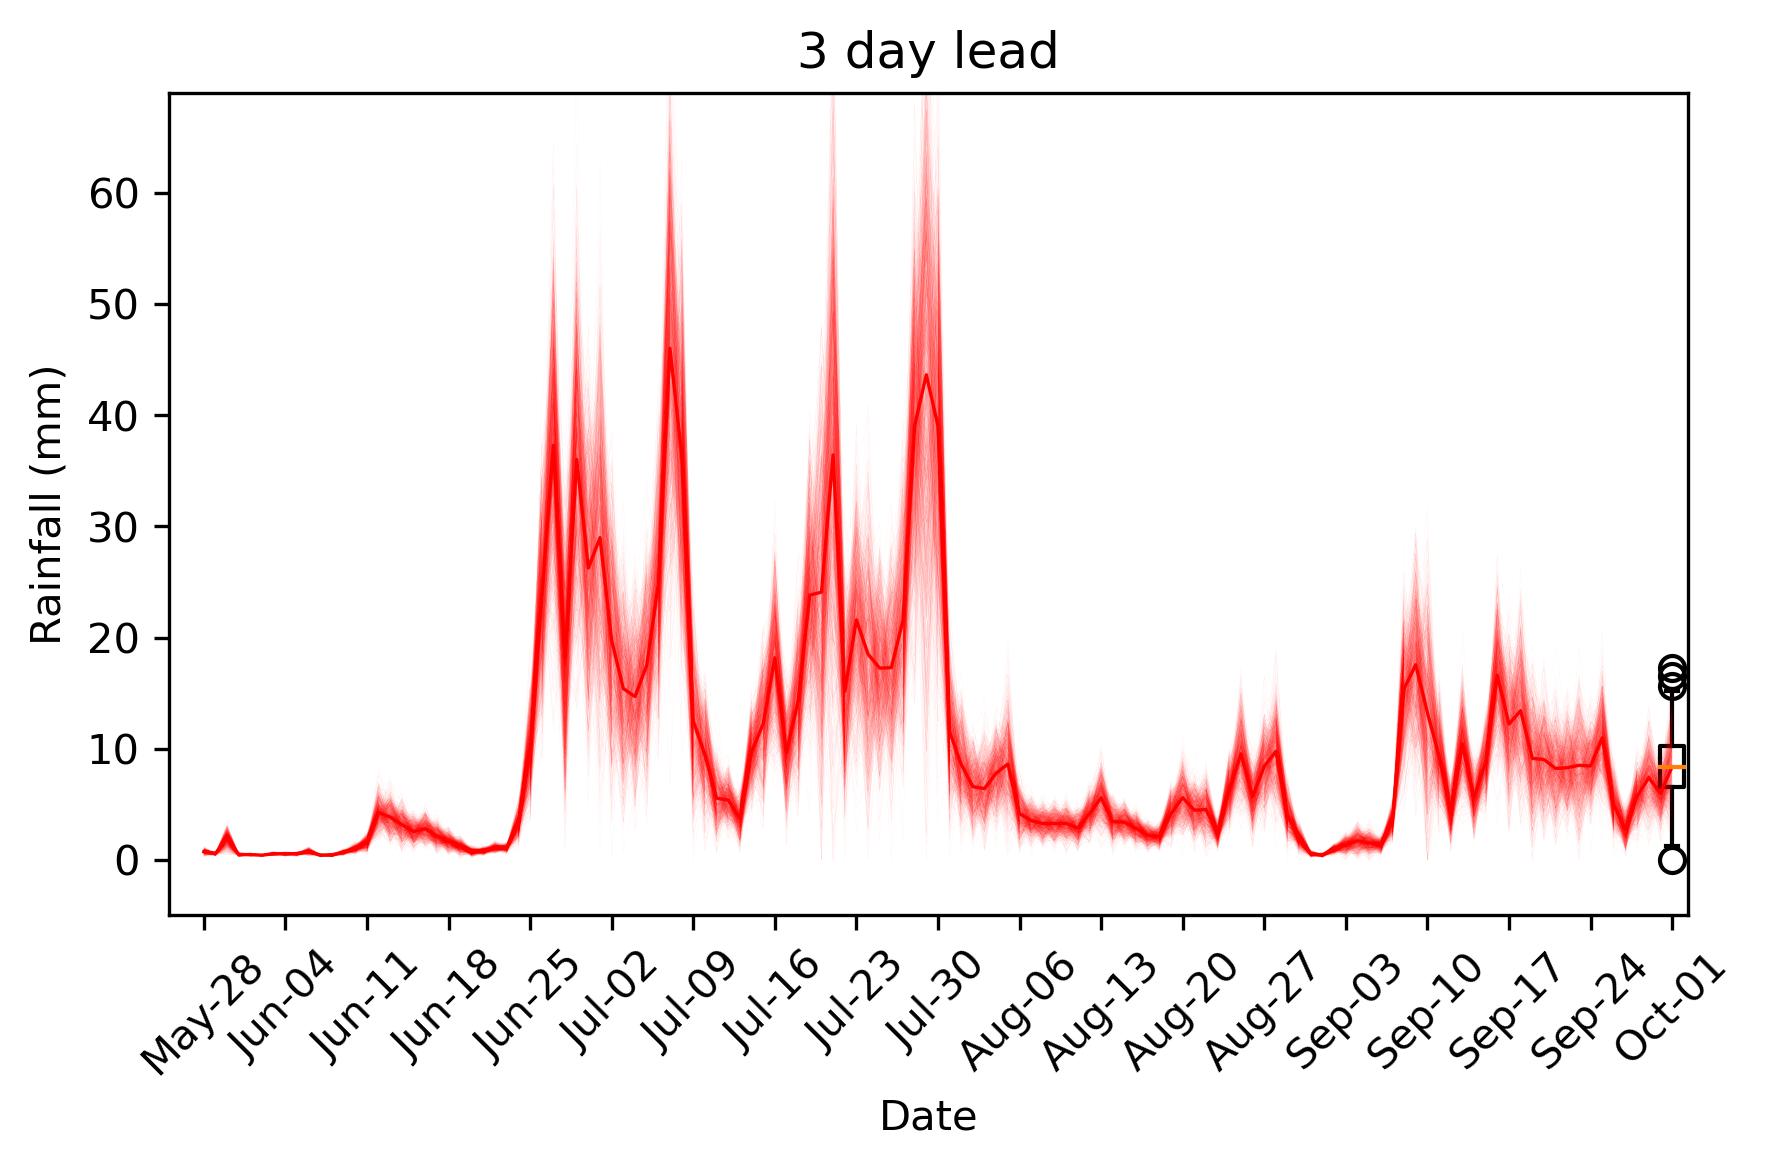 3 day lead
Rainfall (mm)
60
50
40
30
20
10
0
May-28
Jun-04
Jun-11
Jun-18
Jun-25
Jul-02
Jul-09
Jul-16
Jul-23
Jul-30
Aug-06
Aug-13
Aug-20
Aug-27
Sep-03
Sep-10
Sep-17
Sep-24
Oct-01
Date